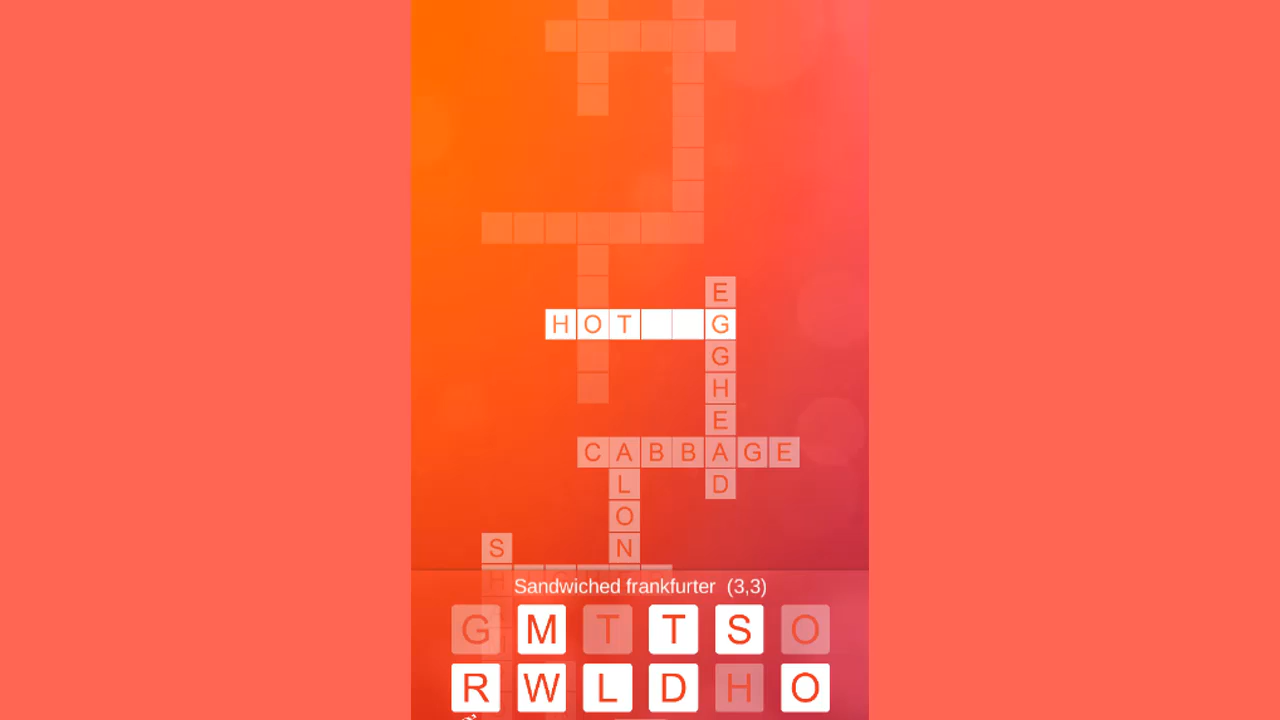 E
HOT G
G
H
E
CABBAGE
L D
O
S N
H
Sandwiched frankfurter (3,3)
G M T T S O
R W L D H O